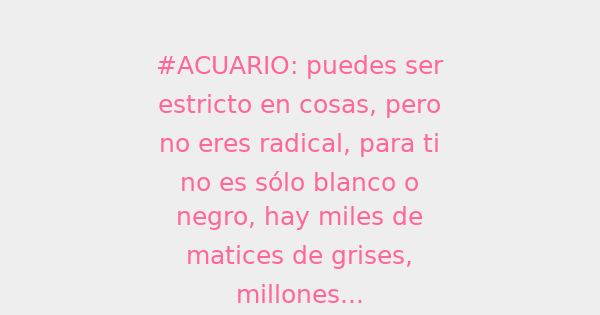 #ACUARIO: puedes ser
estricto en cosas, pero
no eres radical, para ti
no es sólo blanco o
negro, hay miles de
matices de grises,
millones...